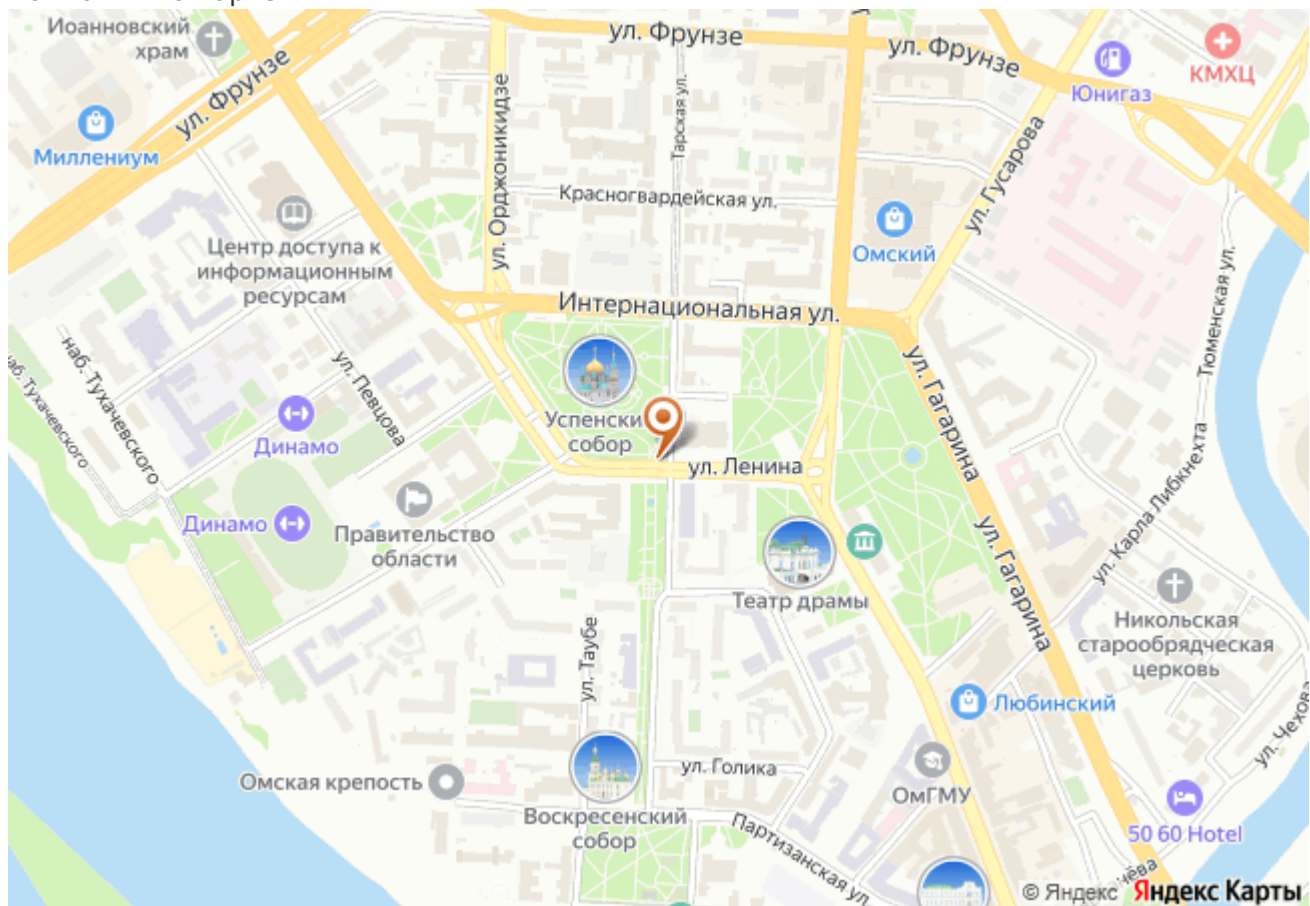 Иоанновский
храм
ул. Фрунзе
ул. Фрунзе
КМХЦ
Юнигаз
ул. Фрунзе
Миллениум
ул. Орджоникидзе
Тарская ул.
ул. Гусарова
Красногвардейская ул.
Омский
Центр доступа к
информационным
ресурсам
Интернациональная ул.
Тюменская ул.
наб. Тухачевского
наб. Тухачевского
ул. Певцова
Динамо
Успенски
собор
ул. Гагарина
ул. Ленина
ул. Карла Либкнехта
Динамо
Правительство
области
ул. Гагарина
Театр драмы
Никольская
старообрядческая
церковь
ул. Таубе
Любинский
ул. Чехова
Омская крепость
ул. Голика
ОмГМУ
Воскресенский
собор
Партизанская ул.
50 60 Hotel
© Яндекс Яндекс Карты